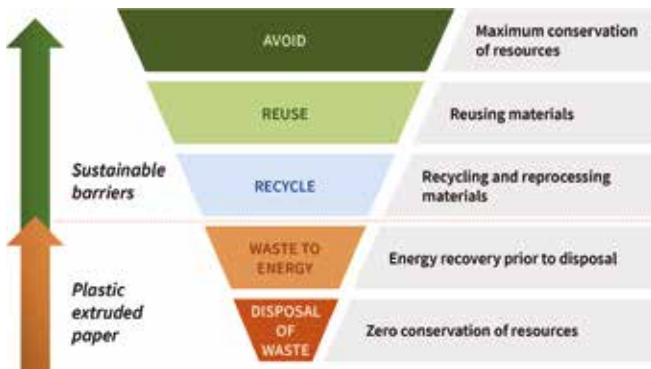 AVOID
Maximum conservation
of resources
REUSE
Reusing materials
Sustainable
barriers
RECYCLE
Recycling and reprocessing
materials
WASTE TO
ENERGY
Energy recovery prior to disposal
Plastic
extruded
paper
DISPOSAL
OF
WASTE
Zero conservation of resources